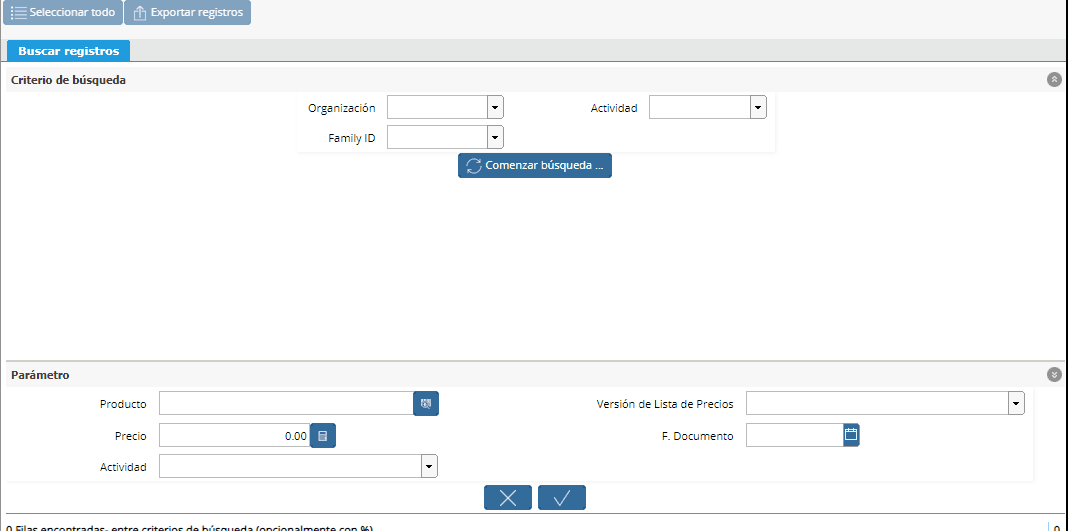 Seleccionar todo Exportar registros
Buscar registros
Criterio de búsqueda
Organización Actividad
Family ID
Comenzar búsqueda ...
Parámetro
Producto Versión de Lista de Precios
Precio 0.00 F. Documento
Actividad
0 Filas encontradas- entre criterios de búsqueda (opcionalmente con %) 0